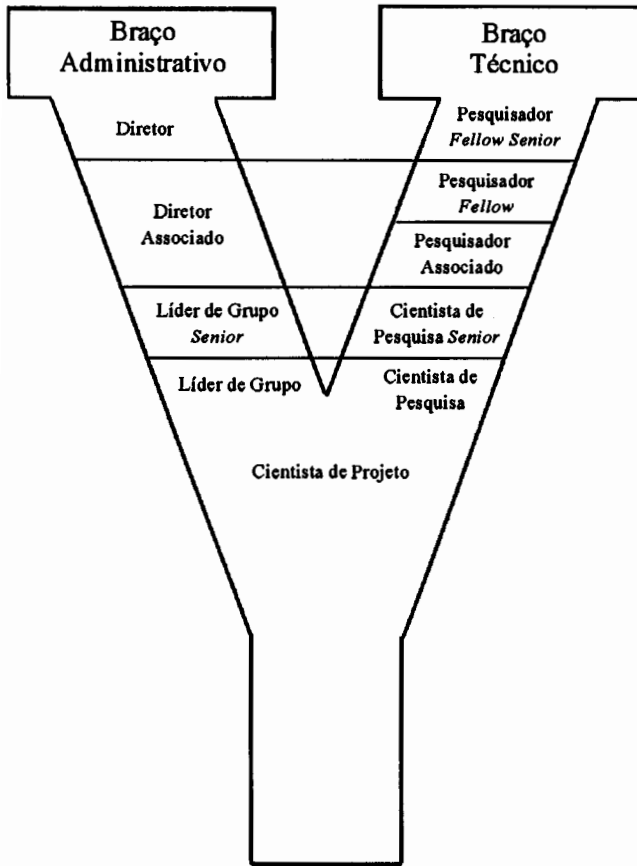 Braço
Administrativo
Braço
Técnico
Diretor
Pesquisador
Fellow Senior
Pesquisador
Fellow
Diretor
Associado
Pesquisador
Associado
Líder de Grupo
Senior
Cientista de
Pesquisa Senior
Líder de Grupo
Cientista de
Pesquisa
Cientista de Projeto